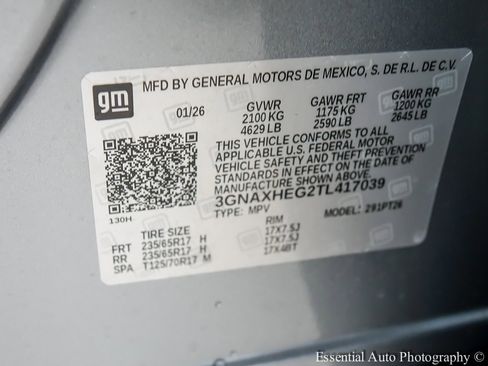 gm
MFD BY GENERAL MOTORS DE MEXICO, S. DE R.L. DE C.V.
01/26 GVWR GAWR FRT GAWR RR
2100 KG 1175 KG 1200 KG
4629 LB 2590 LB 2645 LB
THIS VEHICLE CONFORMS TO ALL
APPLICABLE U.S. FEDERAL MOTOR
VEHICLE SAFETY AND THEFT PREVENTION
STANDARDS IN EFFECT ON THE DATE OF
MANUFACTURE SHOWN ABOVE.
3GNAXHEG2TL417039
TYPE: MPV MODEL: 291PT26
130H
TIRE SIZE RIM
FRT 235/65R17 H 17X7.5J
RR 235/65R17 H 17X7.5J
SPA T125/70R17 M 17X4BT
Essential Auto Photography ©